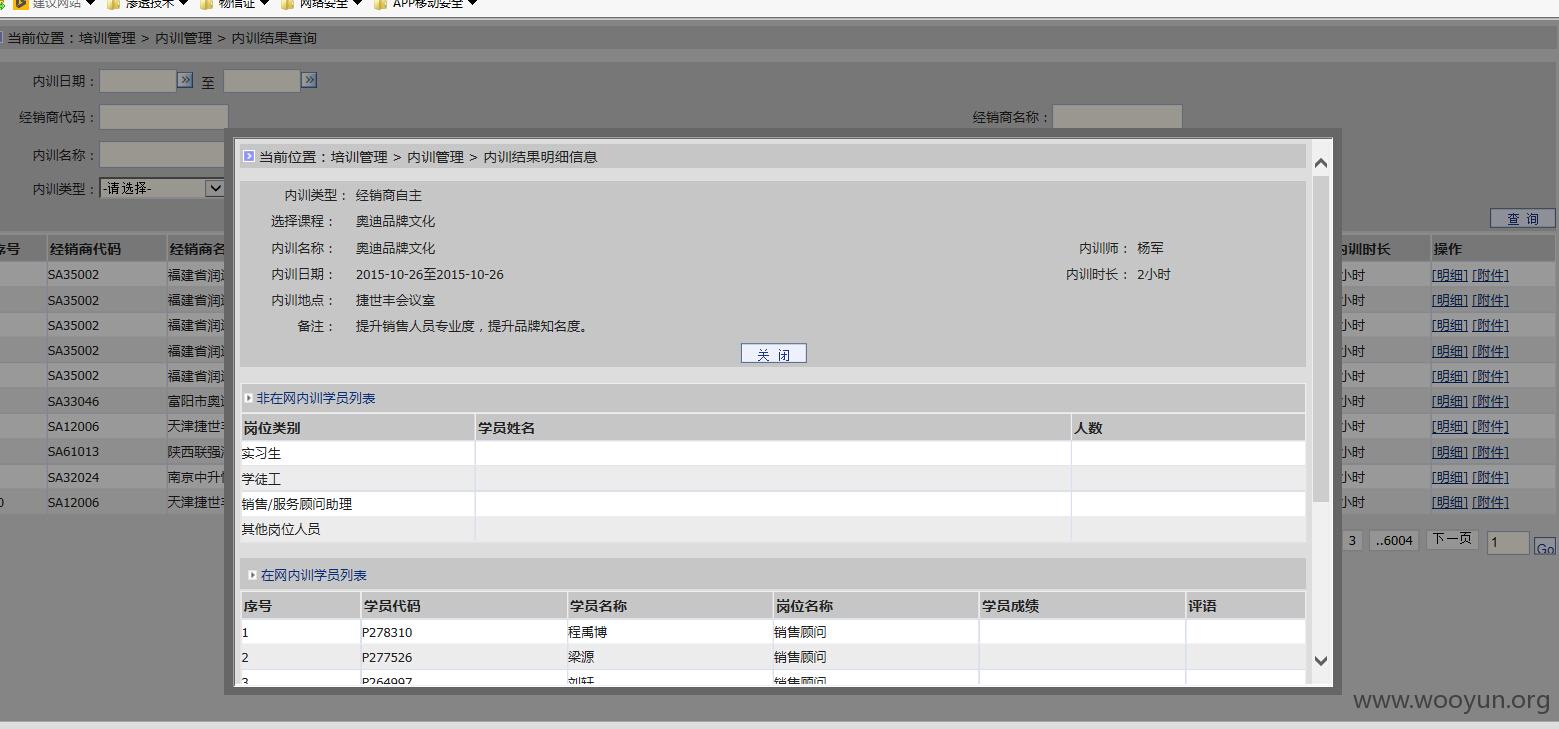 建议网站 渗透技术 物信证 网络安全 APP移动安全
当前位置：培训管理 > 内训管理 > 内训结果查询
内训日期： » 至 »
经销商代码： 经销商名称：
内训名称：
内训类型： -请选择-
查 询
序号 经销商代码 经销商名 内训时长 操作
SA35002 福建省润 小时 [明细] [附件]
SA35002 福建省润 小时 [明细] [附件]
SA35002 福建省润 小时 [明细] [附件]
SA35002 福建省润 小时 [明细] [附件]
SA35002 福建省润 小时 [明细] [附件]
SA33046 富阳市奥 小时 [明细] [附件]
SA12006 天津捷世 小时 [明细] [附件]
SA61013 陕西联强 小时 [明细] [附件]
SA32024 南京中升 小时 [明细] [附件]
0 SA12006 天津捷世 小时 [明细] [附件]
3 ..6004 下一页 1 Go
当前位置：培训管理 > 内训管理 > 内训结果明细信息
内训类型： 经销商自主
选择课程： 奥迪品牌文化
内训名称： 奥迪品牌文化 内训师： 杨军
内训日期： 2015-10-26至2015-10-26 内训时长： 2小时
内训地点： 捷世丰会议室
备注： 提升销售人员专业度，提升品牌知名度。
关 闭
非在网内训学员列表
岗位类别 学员姓名 人数
实习生
学徒工
销售/服务顾问助理
其他岗位人员
在网内训学员列表
序号 学员代码 学员名称 岗位名称 学员成绩 评语
1 P278310 程禹博 销售顾问
2 P277526 梁源 销售顾问
3 P264997 刘轩 销售顾问
www.wooyun.org